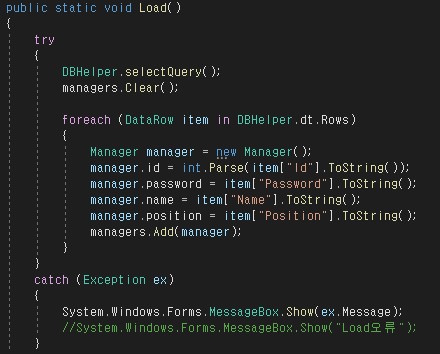 public static void Load()
{
try
{
DBHelper.selectQuery();
managers.Clear();
foreach (DataRow item in DBHelper.dt.Rows)
{
Manager manager = new Manager();
manager.id = int.Parse(item["Id"].ToString());
manager.password = item["Password"].ToString();
manager.name = item["Name"].ToString();
manager.position = item["Position"].ToString();
managers.Add(manager);
}
}
catch (Exception ex)
{
System.Windows.Forms.MessageBox.Show(ex.Message);
//System.Windows.Forms.MessageBox.Show("Load오류");
}